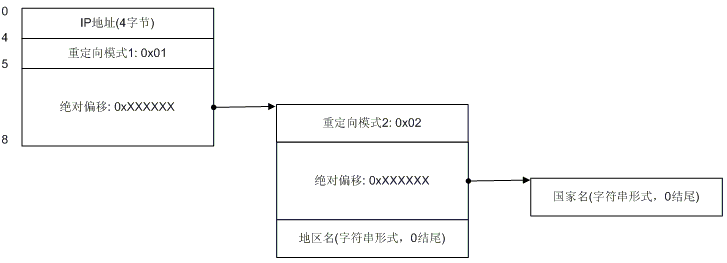 0
IP地址(4字节)
4
重定向模式1: 0x01
5
绝对偏移: 0xXXXXXX
8
重定向模式2: 0x02
绝对偏移: 0xXXXXXX
国家名(字符串形式，0结尾)
地区名(字符串形式，0结尾)